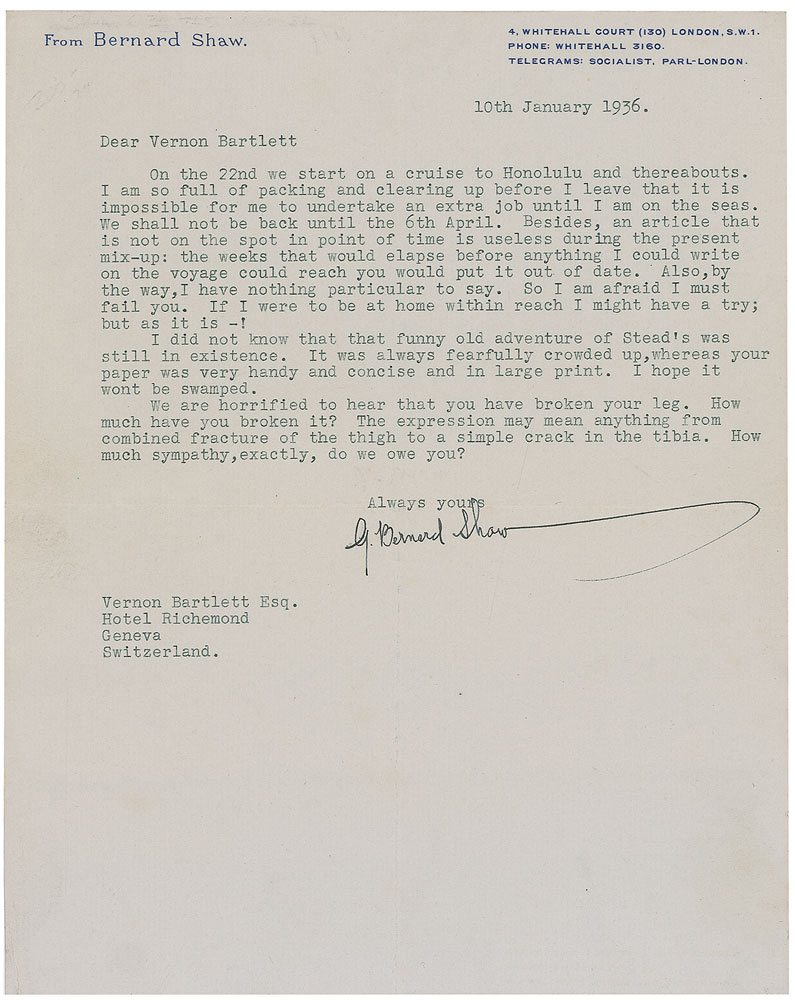 From Bernard Shaw.
4, WHITEHALL COURT (130) LONDON, S.W.1.
PHONE: WHITEHALL 3160.
TELEGRAMS: SOCIALIST, PARL-LONDON.
10th January 1936.
Dear Vernon Bartlett
On the 22nd we start on a cruise to Honolulu and thereabouts.
I am so full of packing and clearing up before I leave that it is
impossible for me to undertake an extra job until I am on the seas.
We shall not be back until the 6th April. Besides, an article that
is not on the spot in point of time is useless during the present
mix-up: the weeks that would elapse before anything I could write
on the voyage could reach you would put it out of date. Also,by
the way,I have nothing particular to say. So I am afraid I must
fail you. If I were to be at home within reach I might have a try;
but as it is -!
I did not know that that funny old adventure of Stead's was
still in existence. It was always fearfully crowded up,whereas your
paper was very handy and concise and in large print. I hope it
wont be swamped.
We are horrified to hear that you have broken your leg. How
much have you broken it? The expression may mean anything from
combined fracture of the thigh to a simple crack in the tibia. How
much sympathy,exactly, do we owe you?
Always yours
G. Bernard Shaw
Vernon Bartlett Esq.
Hotel Richemond
Geneva
Switzerland.